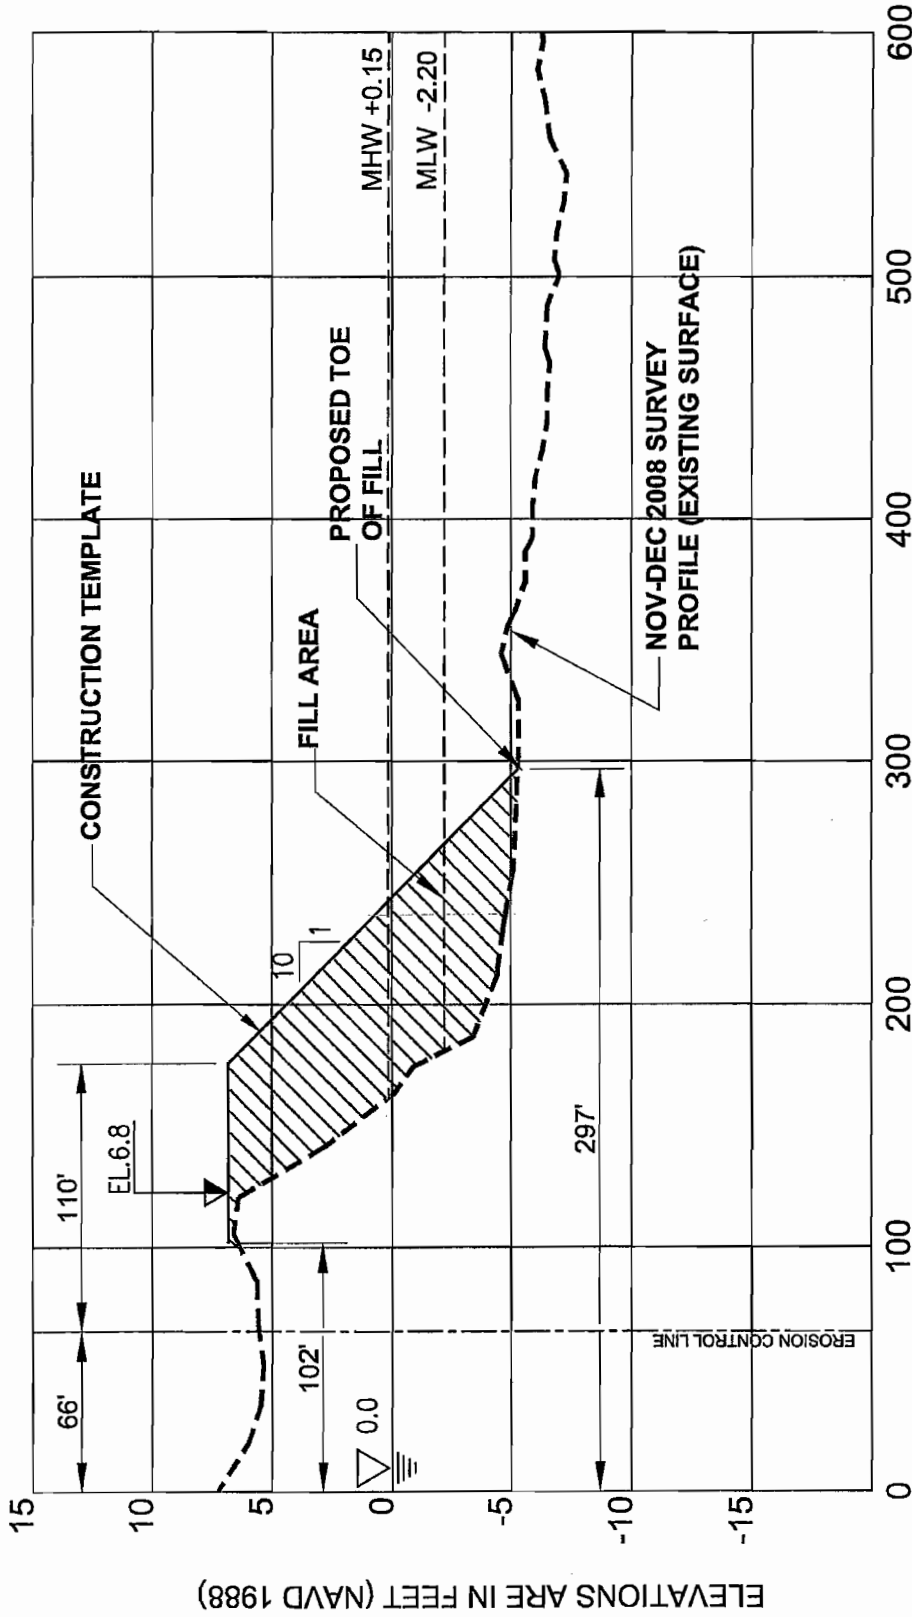 ELEVATIONS ARE IN FEET (NAVD 1988)
15
10
5
0
-5
-10
-15
0
100
200
300
400
500
600
66'
110'
EL.6.8
102'
0.0
297'
10
1
CONSTRUCTION TEMPLATE
FILL AREA
PROPOSED TOE
OF FILL
MHW +0.15
MLW -2.20
NOV-DEC 2008 SURVEY
PROFILE (EXISTING SURFACE)
EROSION CONTROL LINE